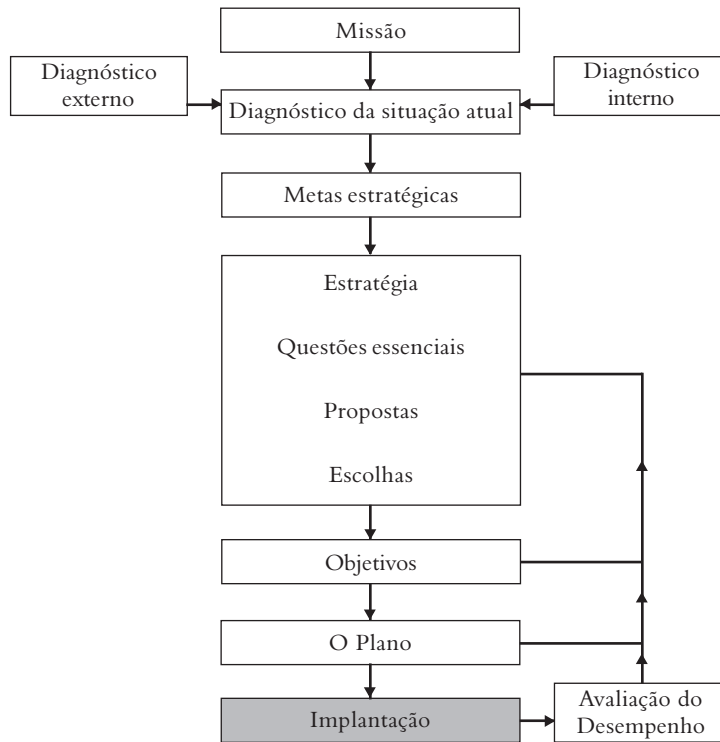 Missão
Diagnóstico
externo
Diagnóstico
interno
Diagnóstico da situação atual
Metas estratégicas
Estratégia
Questões essenciais
Propostas
Escolhas
Objetivos
O Plano
Implantação
Avaliação do
Desempenho